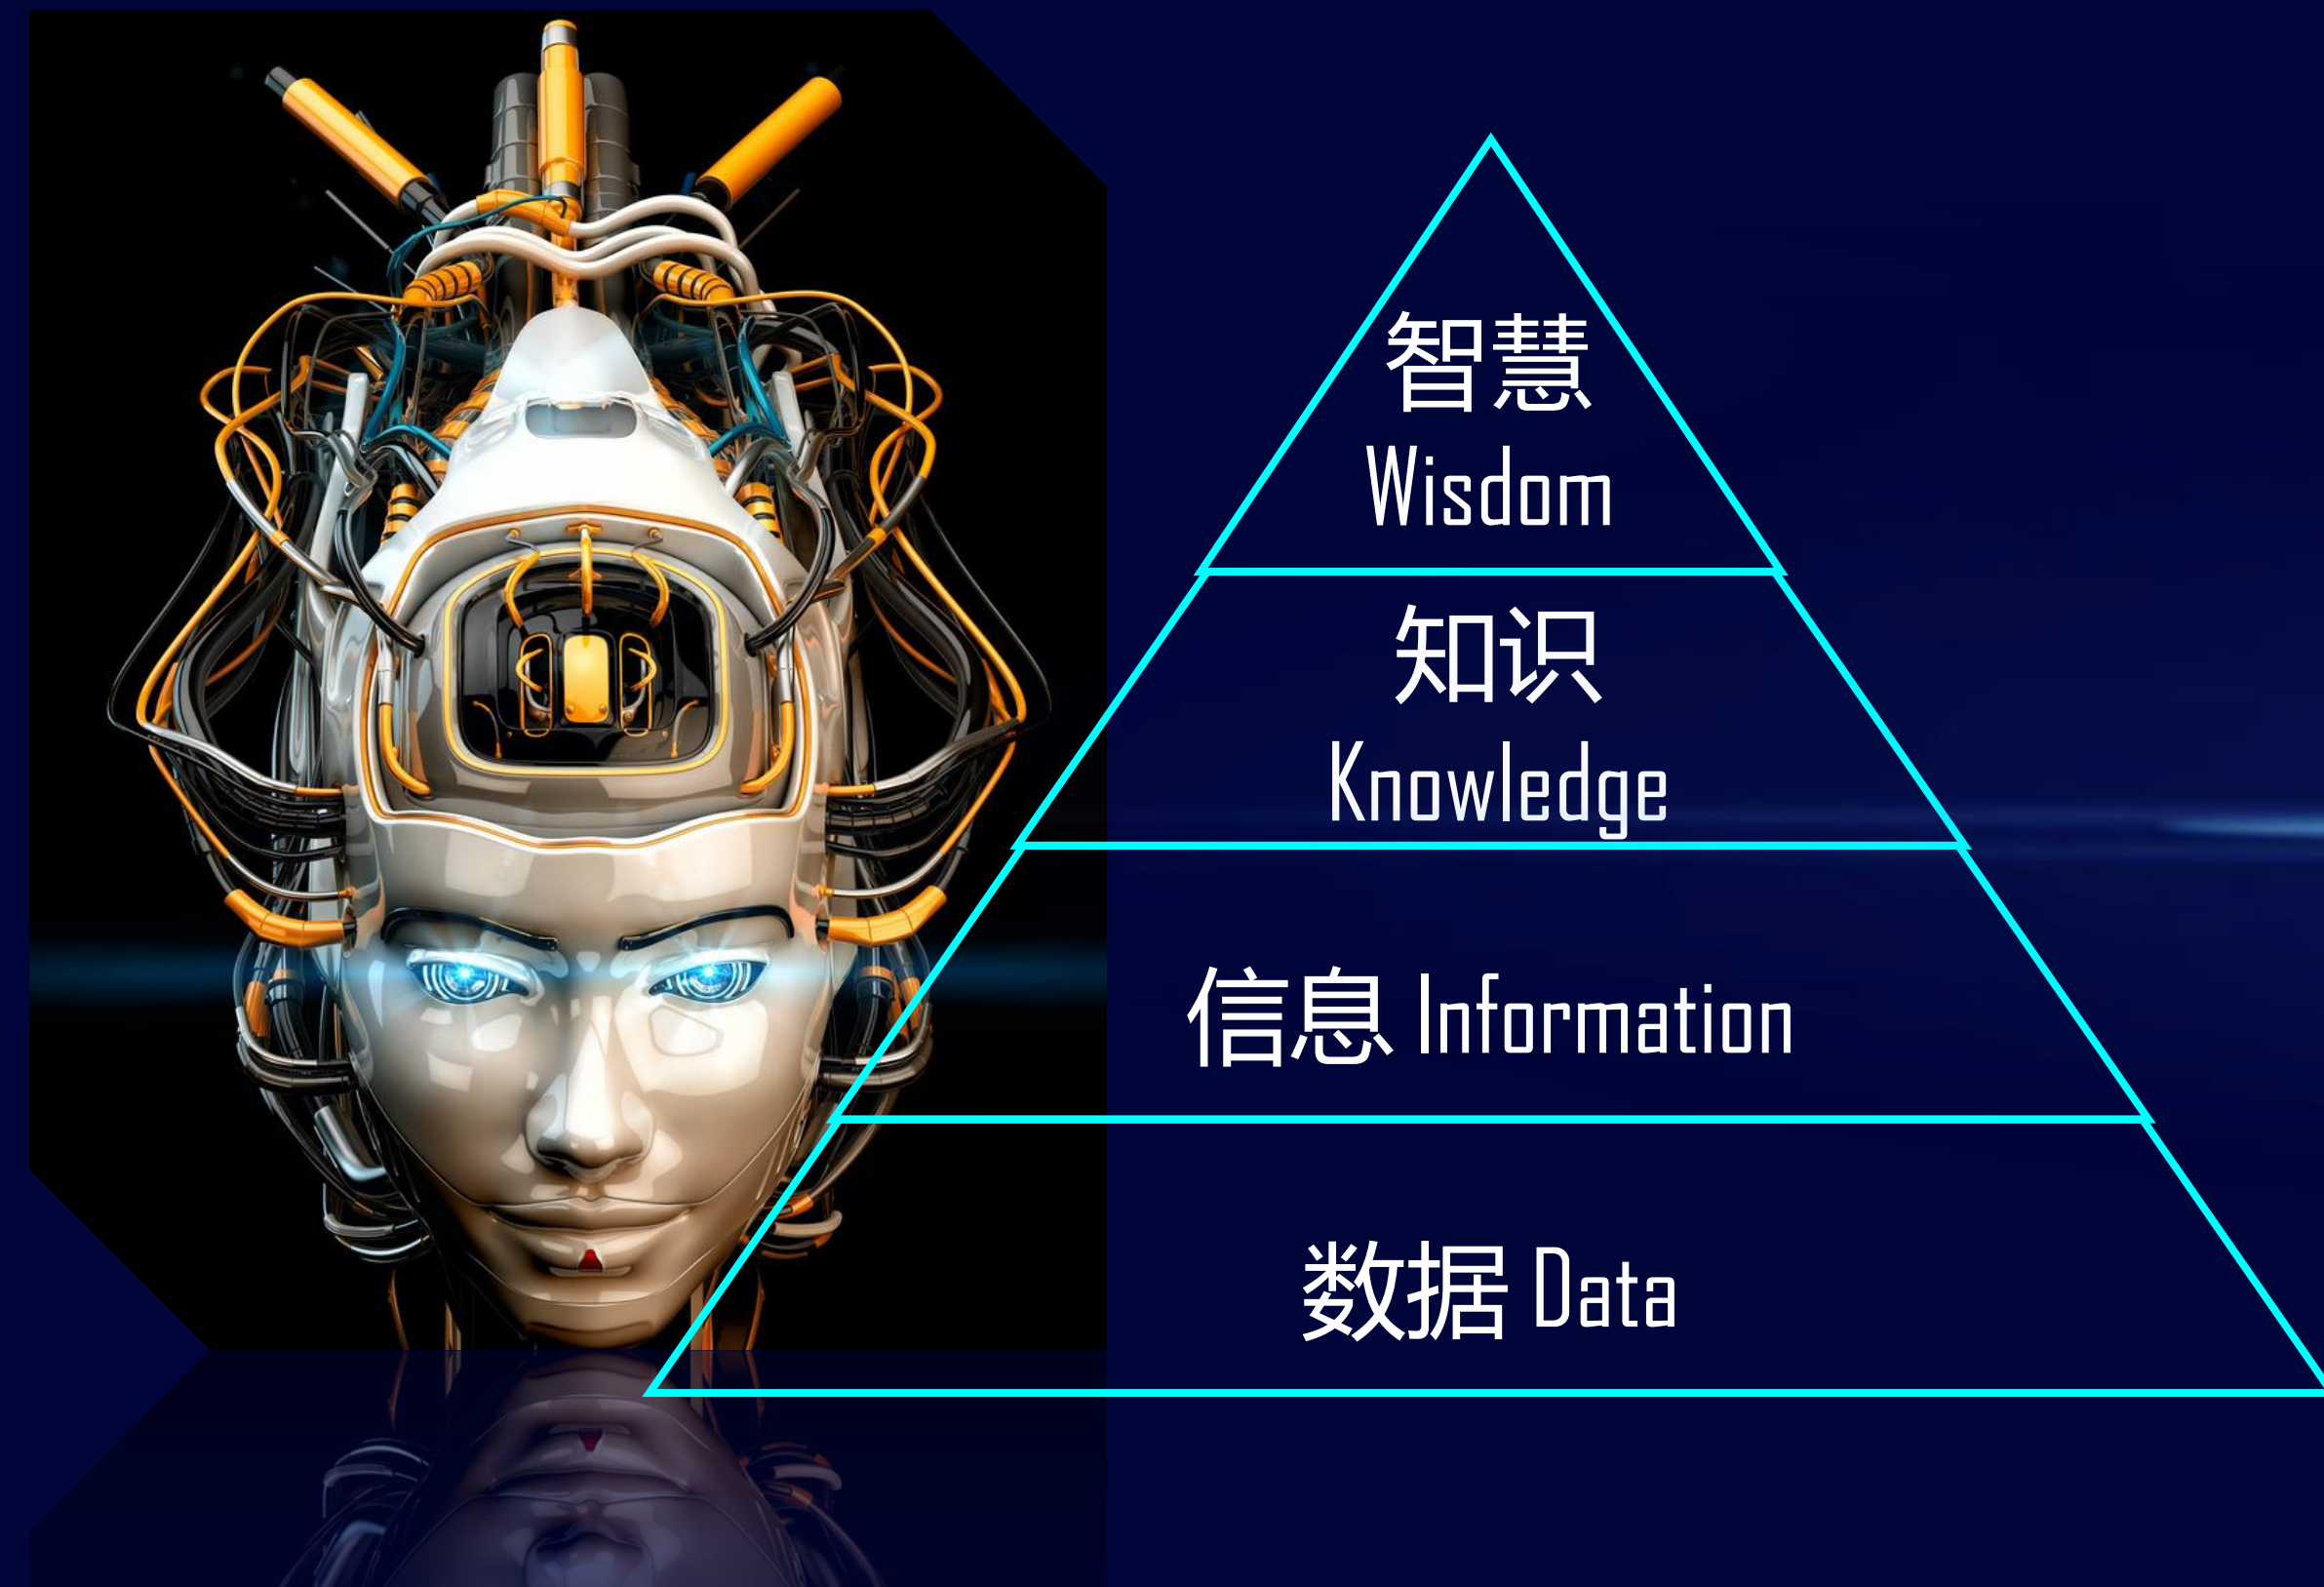 智慧
Wisdom
知识
Knowledge
信息 Information
数据 Data